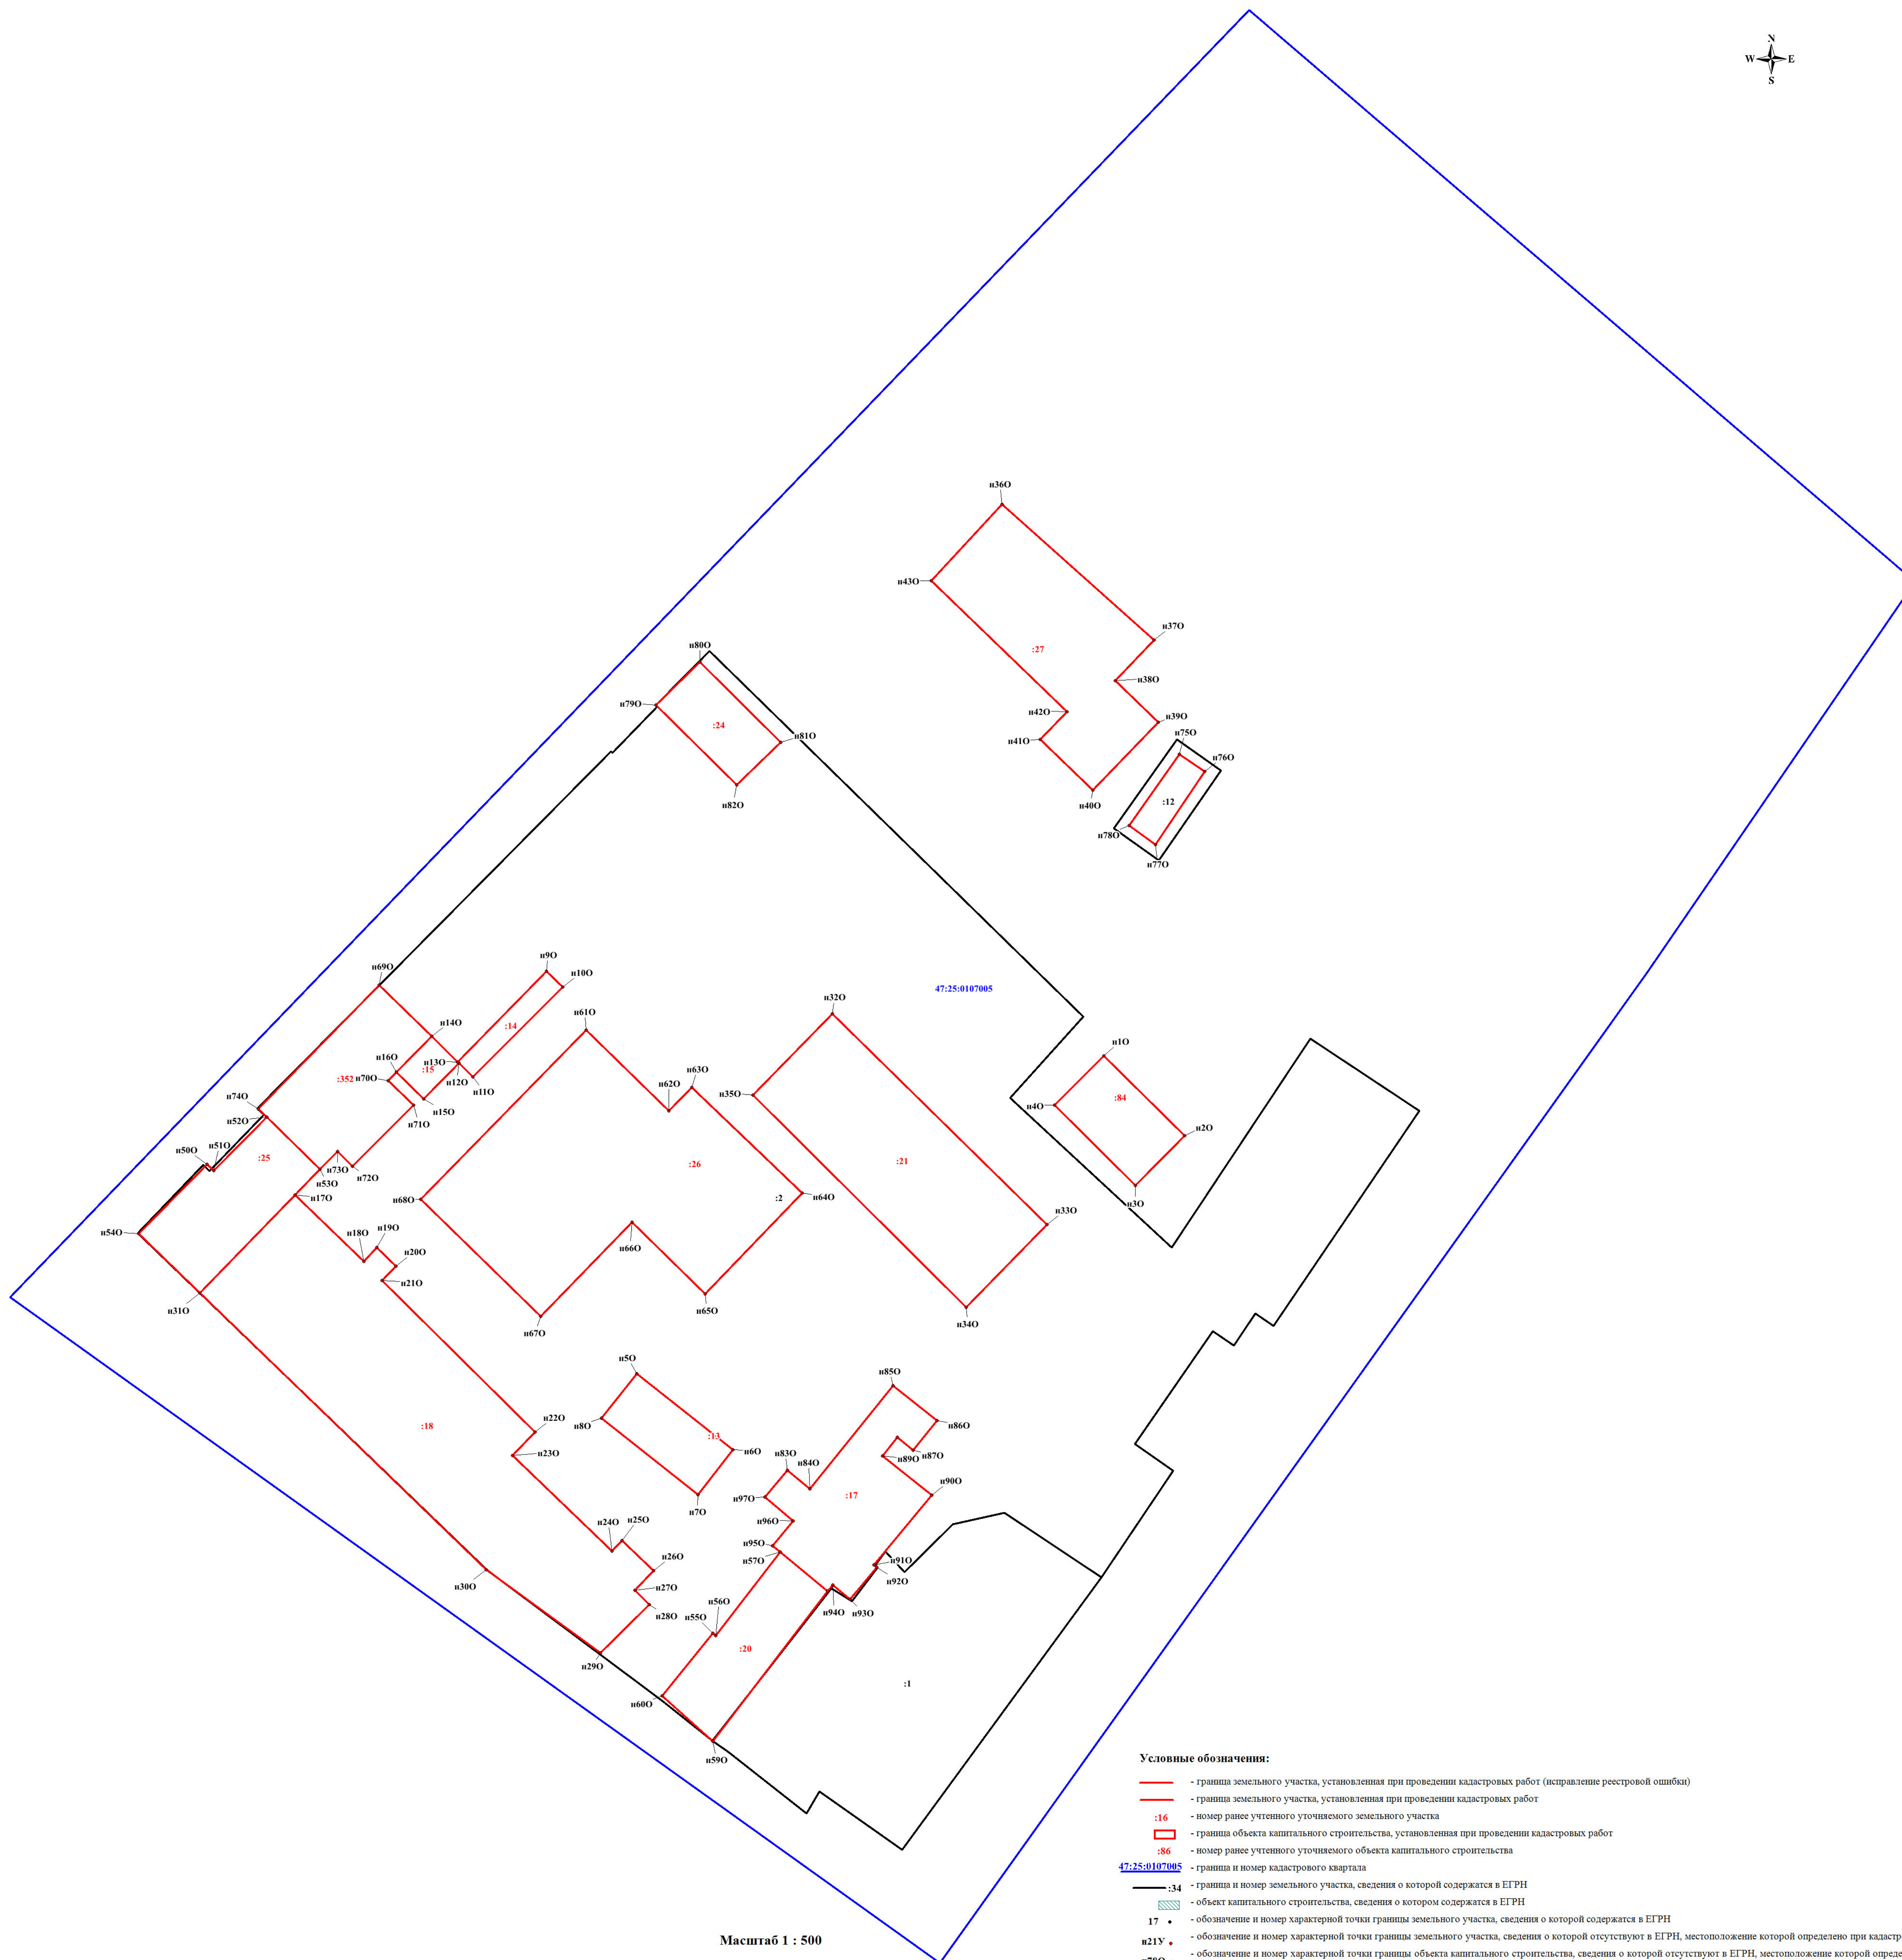 N
W E
S
н36О
н43О
н37О
:27
н80О
н38О
н79О
н42О
н39О
:24
н75О
н81О
н41О
н76О
н82О
н40О
:12
н78О
н77О
н9О
н69О
н10О
47:25:0107005
н32О
н61О
н14О
:14
н1О
н16О
н13О
:15
:352
н70О
н12О
н62О
н63О
н11О
н35О
н74О
н15О
н4О
:84
н52О
н71О
н2О
н50О
н51О
:25
:26
:21
н73О
н72О
н53О
:2
н17О
н68О
н64О
н3О
н54О
н19О
н33О
н18О
н66О
н20О
н21О
н31О
н65О
н34О
н67О
н5О
н85О
н22О
н8О
:18
н86О
:13
н23О
н6О
н83О
н87О
н84О
н89О
н90О
н97О
:17
н7О
н24О
н25О
н96О
н95О
н26О
н57О
н91О
н30О
н92О
н27О
н56О
н28О
н55О
н94О
н93О
:20
н29О
:1
н60О
н59О
Условные обозначения:
- граница земельного участка, установленная при проведении кадастровых работ (исправление реестровой ошибки)
- граница земельного участка, установленная при проведении кадастровых работ
:16 - номер ранее учтенного уточняемого земельного участка
- граница объекта капитального строительства, установленная при проведении кадастровых работ
:86 - номер ранее учтенного уточняемого объекта капитального строительства
47:25:0107005 - граница и номер кадастрового квартала
:34 - граница и номер земельного участка, сведения о которой содержатся в ЕГРН
- объект капитального строительства, сведения о котором содержатся в ЕГРН
17 - обозначение и номер характерной точки границы земельного участка, сведения о которой содержатся в ЕГРН
н21У - обозначение и номер характерной точки границы земельного участка, сведения о которой отсутствуют в ЕГРН, местоположение которой определено при
- обозначение и номер характерной точки границы объекта капитального строительства, сведения о которой отсутствуют в ЕГРН, местоположение которой
Масштаб 1 : 500